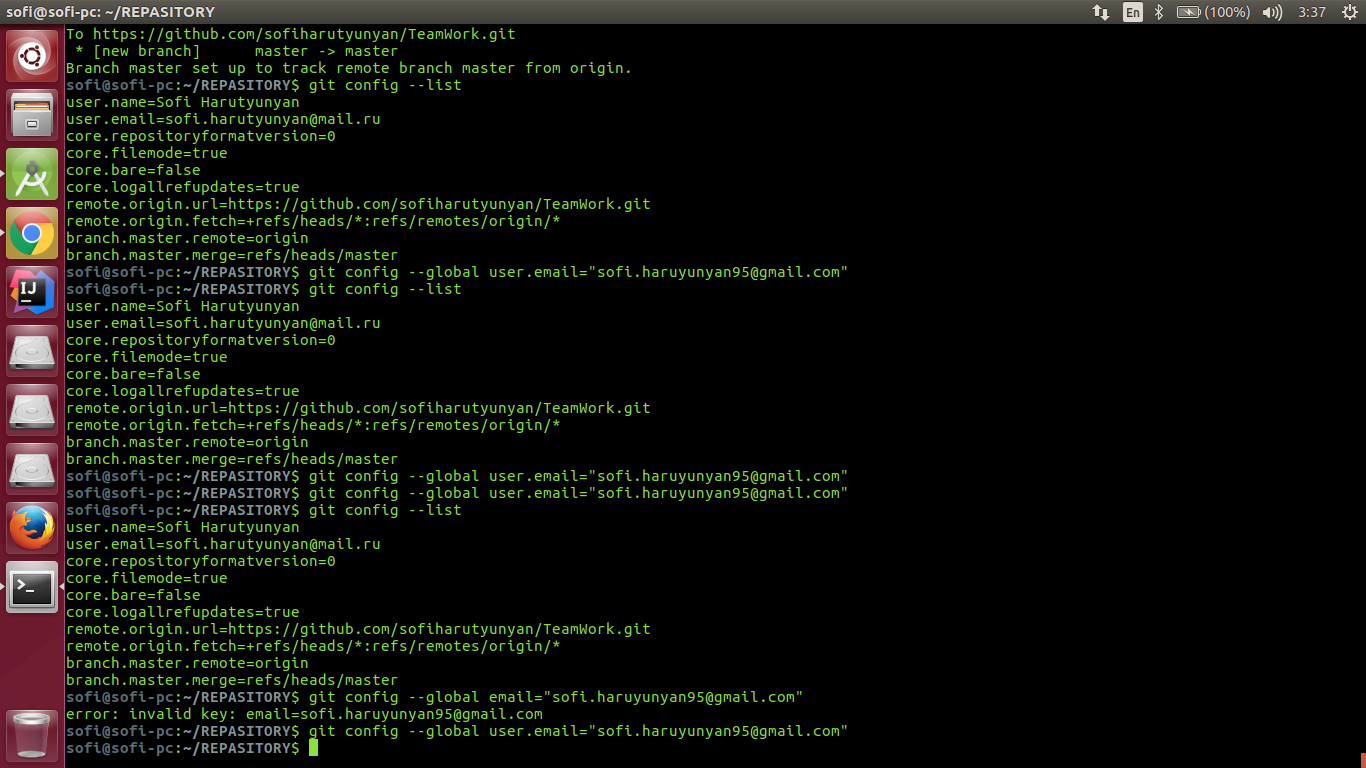 sofi@sofi-pc: ~/REPASITORY
En
(100%)
3:37
To https://github.com/sofiharutyunyan/TeamWork.git
 * [new branch]      master -> master
Branch master set up to track remote branch master from origin.
sofi@sofi-pc:~/REPASITORY$ git config --list
user.name=Sofi Harutyunyan
user.email=sofi.harutyunyan@mail.ru
core.repositoryformatversion=0
core.filemode=true
core.bare=false
core.logallrefupdates=true
remote.origin.url=https://github.com/sofiharutyunyan/TeamWork.git
remote.origin.fetch=+refs/heads/*:refs/remotes/origin/*
branch.master.remote=origin
branch.master.merge=refs/heads/master
sofi@sofi-pc:~/REPASITORY$ git config --global user.email="sofi.haruyunyan95@gmail.com"
sofi@sofi-pc:~/REPASITORY$ git config --list
user.name=Sofi Harutyunyan
user.email=sofi.harutyunyan@mail.ru
core.repositoryformatversion=0
core.filemode=true
core.bare=false
core.logallrefupdates=true
remote.origin.url=https://github.com/sofiharutyunyan/TeamWork.git
remote.origin.fetch=+refs/heads/*:refs/remotes/origin/*
branch.master.remote=origin
branch.master.merge=refs/heads/master
sofi@sofi-pc:~/REPASITORY$ git config --global user.email="sofi.haruyunyan95@gmail.com"
sofi@sofi-pc:~/REPASITORY$ git config --global user.email="sofi.haruyunyan95@gmail.com"
sofi@sofi-pc:~/REPASITORY$ git config --list
user.name=Sofi Harutyunyan
user.email=sofi.harutyunyan@mail.ru
core.repositoryformatversion=0
core.filemode=true
core.bare=false
core.logallrefupdates=true
remote.origin.url=https://github.com/sofiharutyunyan/TeamWork.git
remote.origin.fetch=+refs/heads/*:refs/remotes/origin/*
branch.master.remote=origin
branch.master.merge=refs/heads/master
sofi@sofi-pc:~/REPASITORY$ git config --global email="sofi.haruyunyan95@gmail.com"
error: invalid key: email=sofi.haruyunyan95@gmail.com
sofi@sofi-pc:~/REPASITORY$ git config --global user.email="sofi.haruyunyan95@gmail.com"
sofi@sofi-pc:~/REPASITORY$
IJ